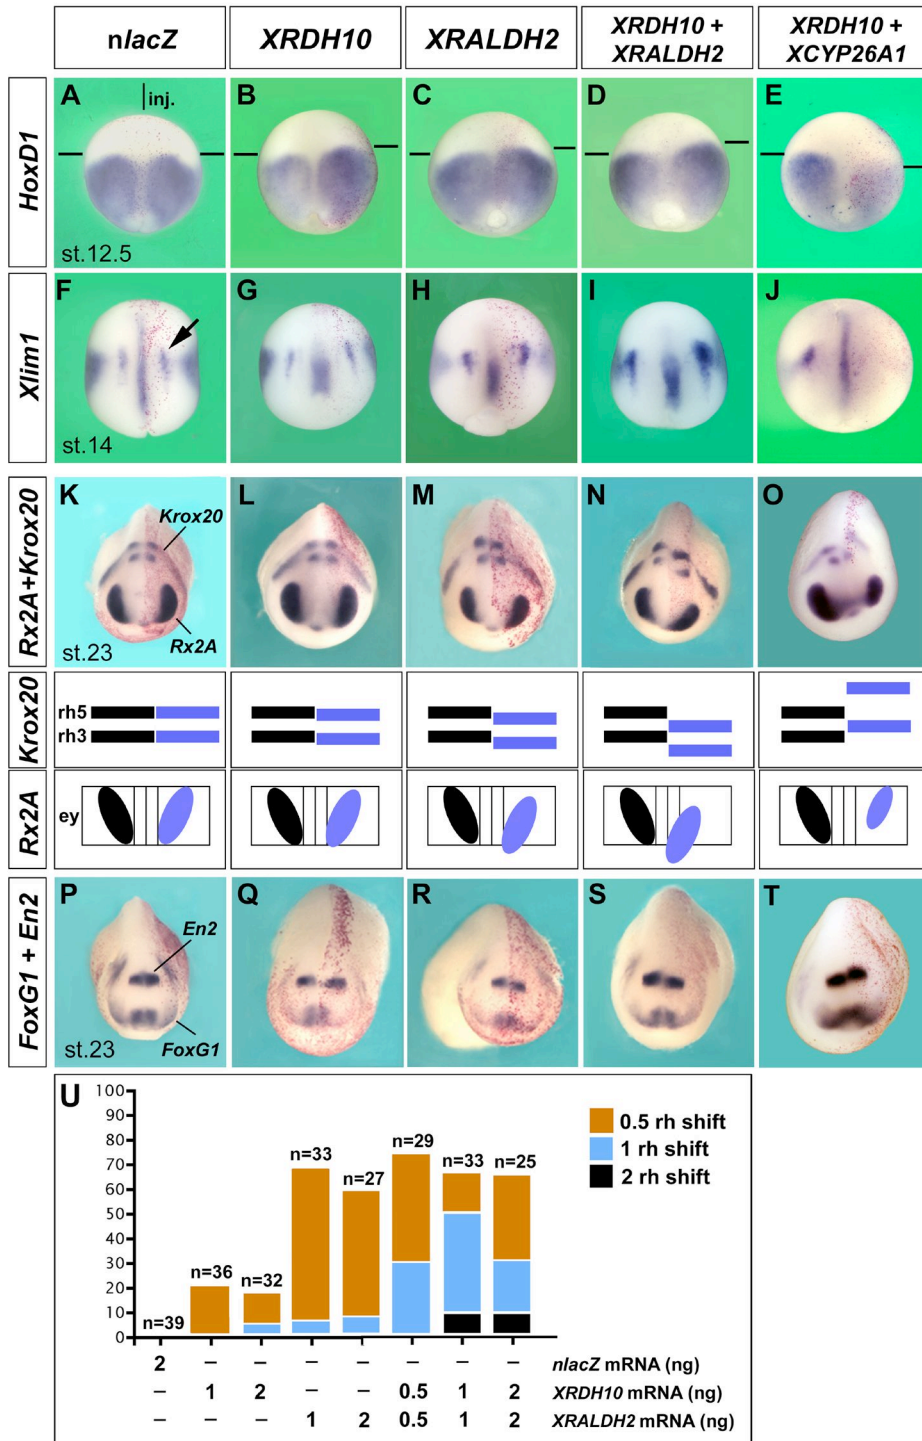 nlacZ
XRDH10
XRALDH2
XRDH10 +
XRALDH2
XRDH10 +
XCYP26A1
HoxD1
A
inj.
B
C
D
E
st.12.5
Xlim1
F
G
H
I
J
st.14
Rx2A+Krox20
K
Krox20
L
M
N
O
Rx2A
st.23
Krox20
rh5
rh3
Rx2A
ey
FoxG1 + En2
P
En2
Q
R
S
T
st.23
FoxG1
U
100
90
80
70
60
50
40
30
20
10
0
n=39
n=36
n=32
n=33
n=27
n=29
n=33
n=25
0.5 rh shift
1 rh shift
2 rh shift
2 – – – – – – – nlacZ mRNA (ng)
– 1 2 – – 0.5 1 2 XRDH10 mRNA (ng)
– – – 1 2 0.5 1 2 XRALDH2 mRNA (ng)